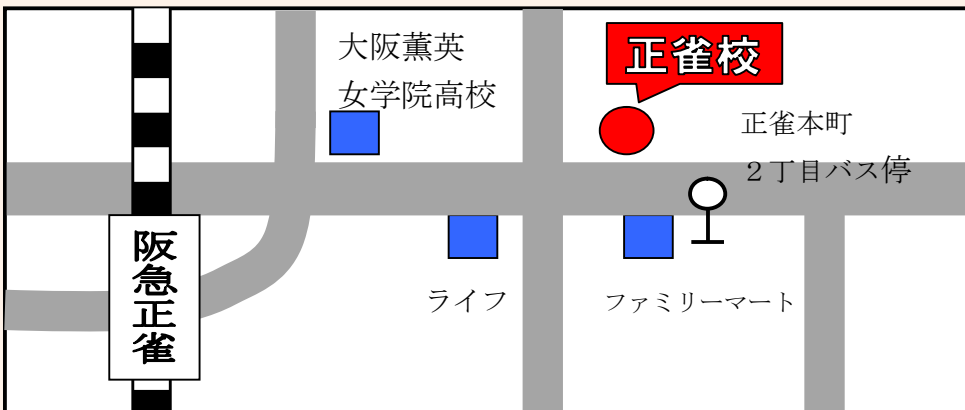 大阪薫英
女学院高校
正雀校
正雀本町
２丁目バス停
阪急正雀
ライフ
ファミリーマート